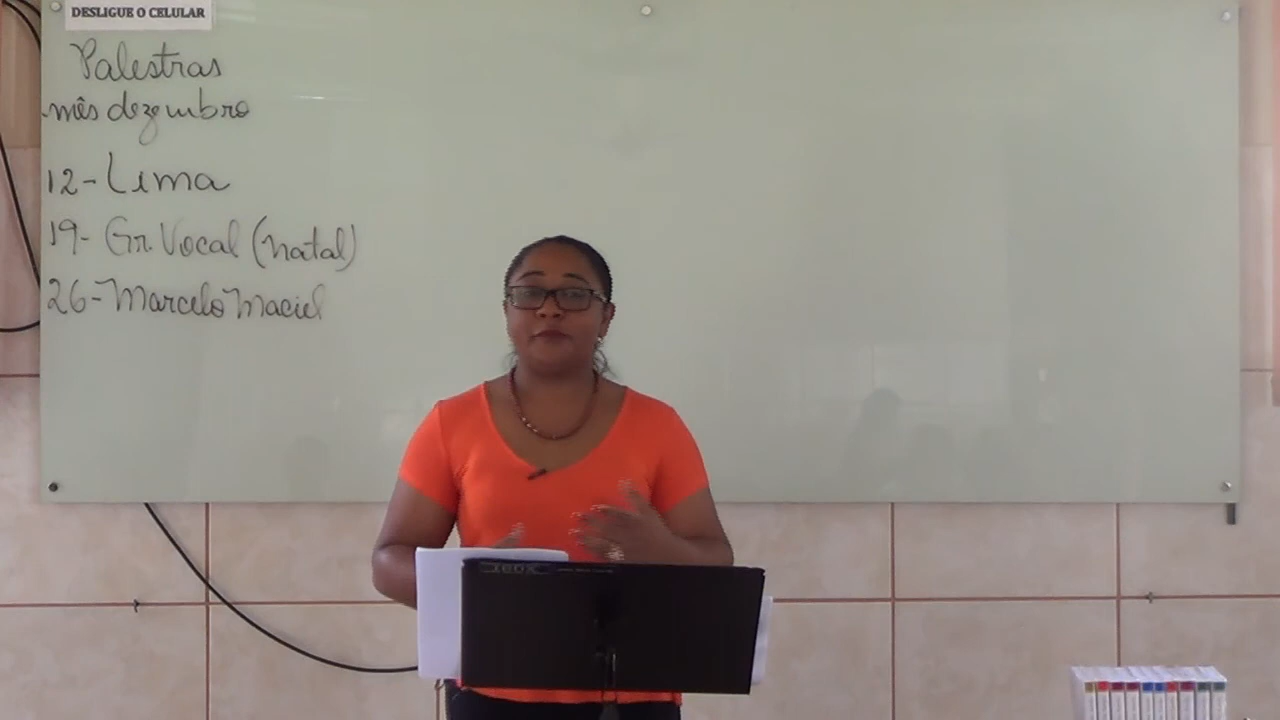 DESLIGUE O CELULAR
Palestras
mês dezembro
12-Lima
19- Gr. Vocal (natal)
26-Marcelo Maciel